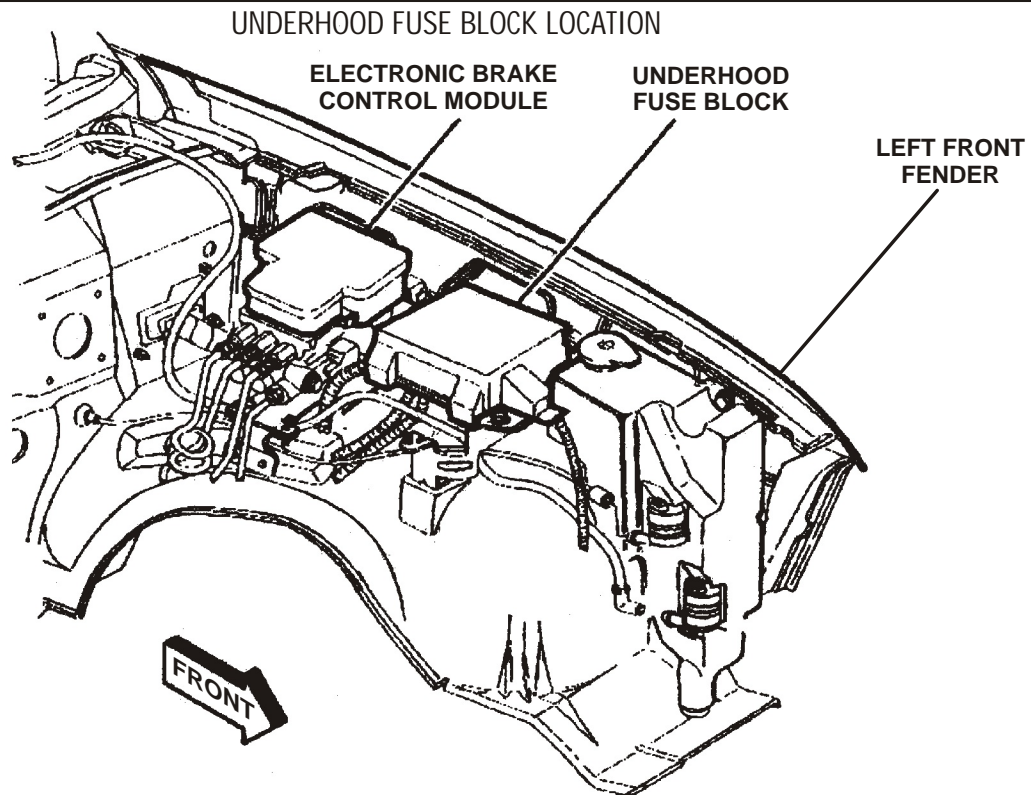 UNDERHOOD FUSE BLOCK LOCATION
ELECTRONIC BRAKE
CONTROL MODULE
UNDERHOOD
FUSE BLOCK
LEFT FRONT
FENDER
FRONT